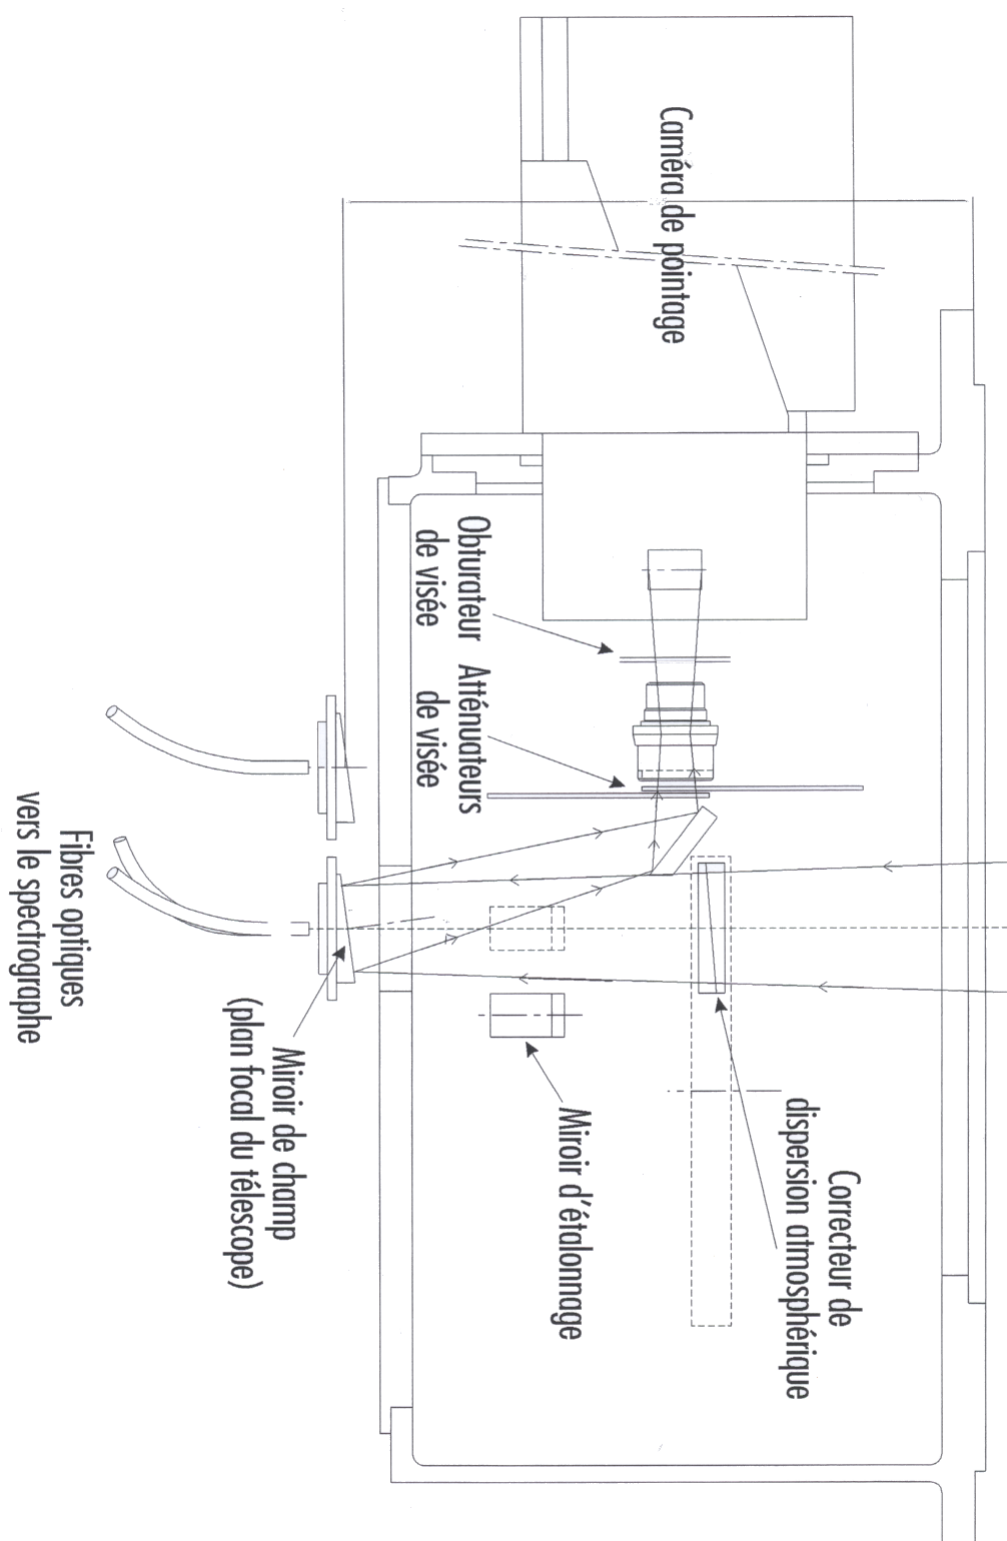 Caméra de pointage
Obturateur
de visée
Atténuateurs
de visée
Correcteur de
dispersion atmosphérique
Miroir d'étalonnage
Miroir de champ
(plan focal du télescope)
Fibres optiques
vers le spectrographe